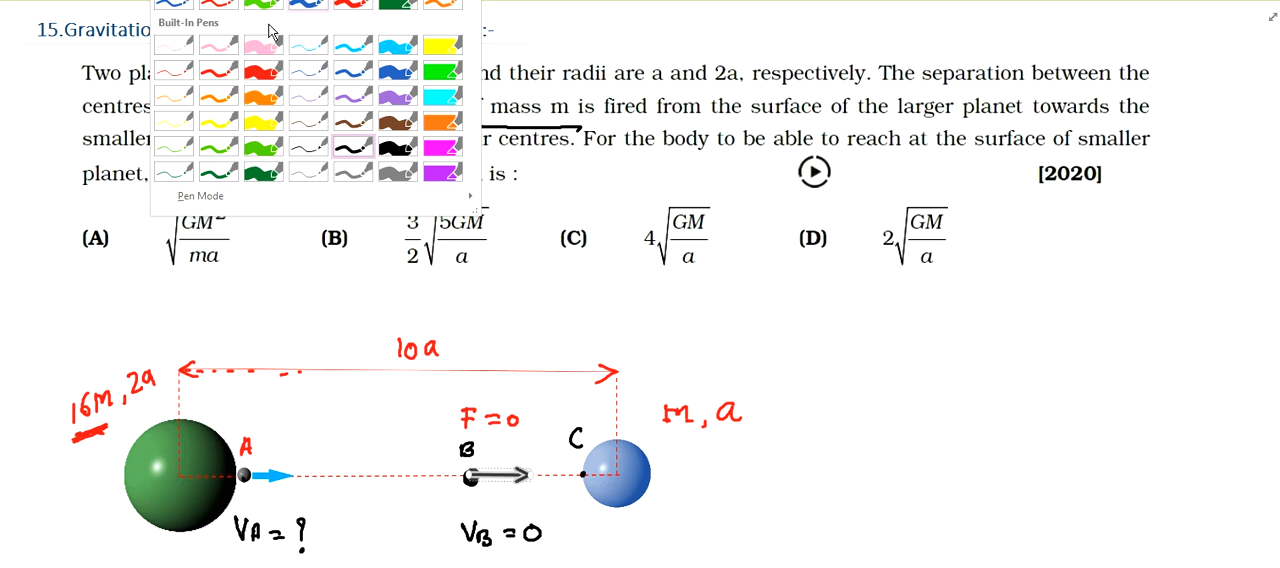 15.Gravitatio :-
Built-In Pens
Two pla nd their radii are a and 2a, respectively. The separation between the
centres mass m is fired from the surface of the larger planet towards the
smaller r centres. For the body to be able to reach at the surface of smaller
planet, is :
[2020]
Pen Mode
(A) √(GM²/ma) (B) 3/2 √(5GM/a) (C) 4√(GM/a) (D) 2√(GM/a)
10a
16M, 2a
F = 0
M, a
A
B
C
VA = ?
VB = 0